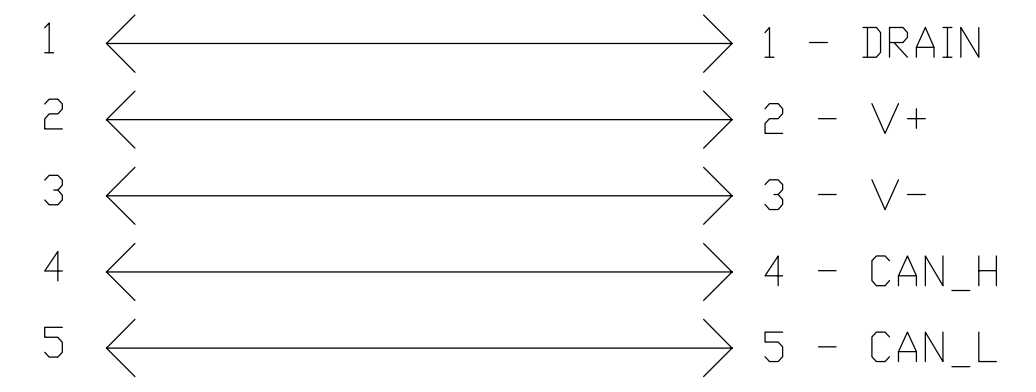 1 1 - DRAIN
2 2 - V+
3 3 - V-
4 4 - CAN_H
5 5 - CAN_L